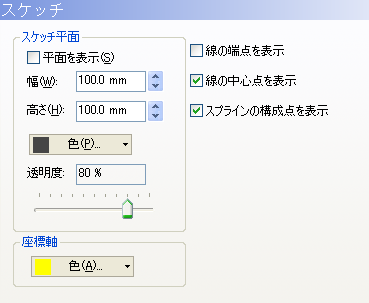 スケッチ
スケッチ平面
平面を表示(S)
幅(W): 100.0 mm
高さ(H): 100.0 mm
色(P)...
透明度: 80 %
座標軸
色(A)...
線の端点を表示
線の中心点を表示
スプラインの構成点を表示